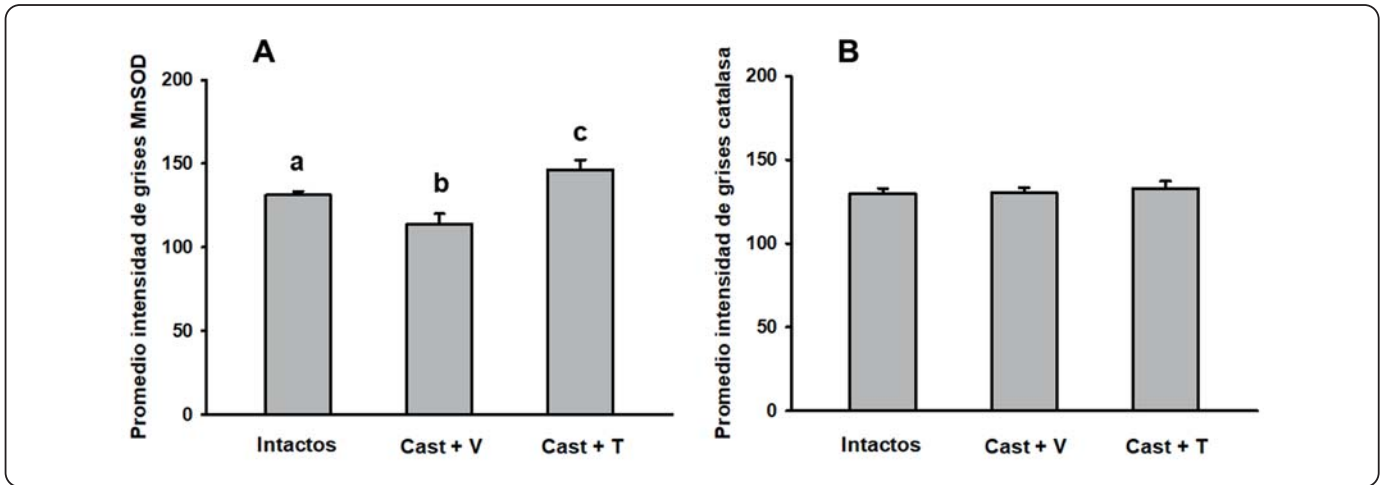 A
Promedio intensidad de grises MnSOD
200
150
100
50
0
a
b
c
Intactos
Cast + V
Cast + T
B
Promedio intensidad de grises catalasa
200
150
100
50
0
Intactos
Cast + V
Cast + T